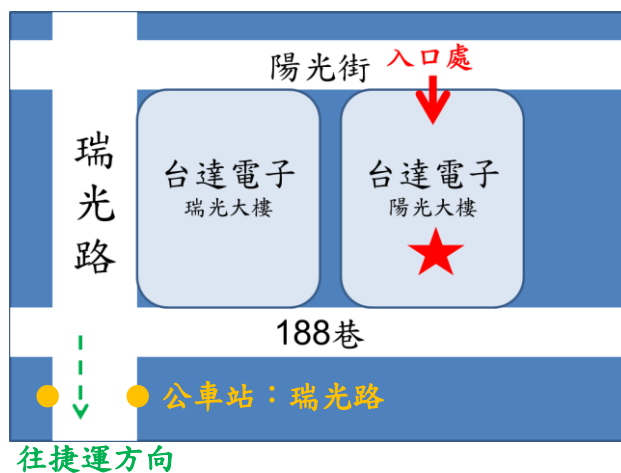 陽光街
入口處
瑞光路
台達電子
瑞光大樓
台達電子
陽光大樓
188巷
公車站：瑞光路
往捷運方向